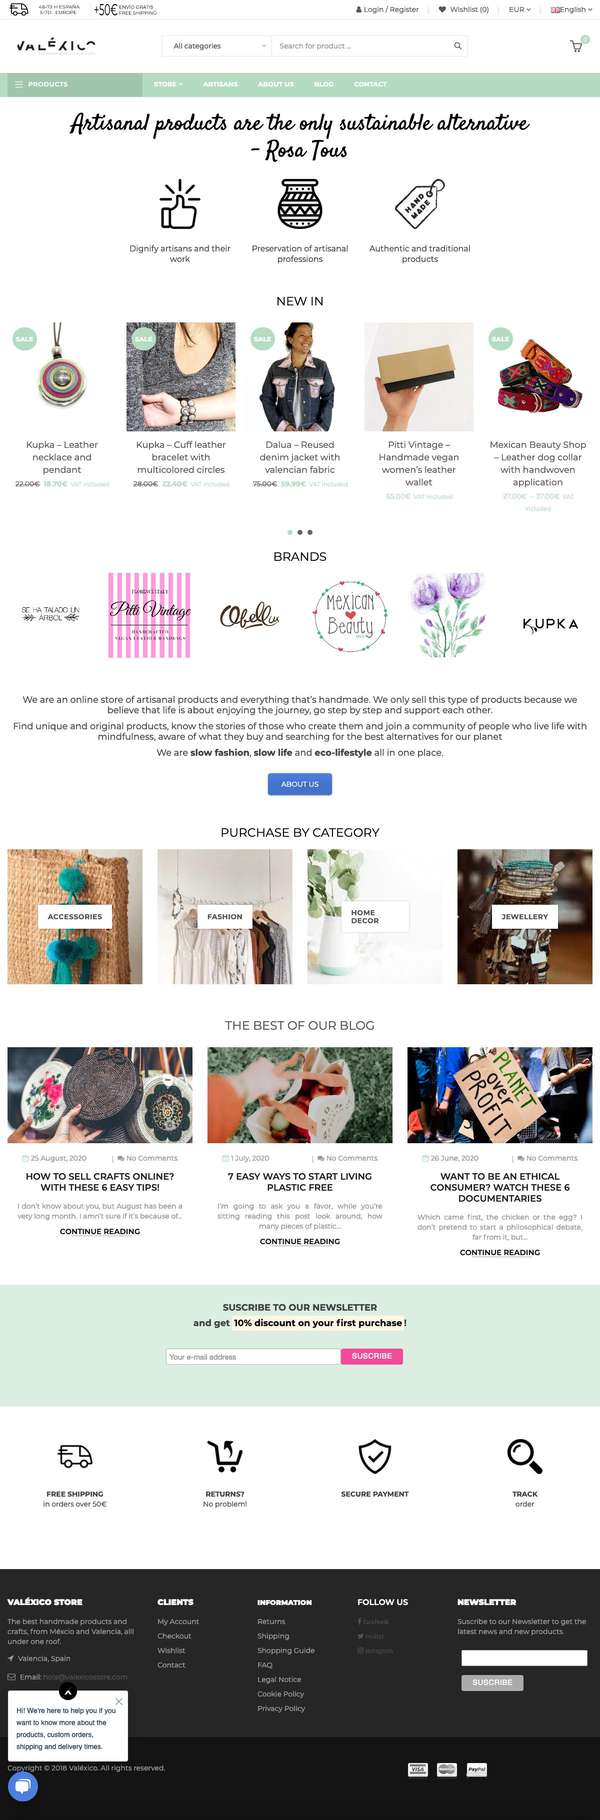 48-72 H ESPAÑA
5-7D EUROPE
+50€ ENVÍO GRATIS
FREE SHIPPING
Login / Register
Wishlist (0)
EUR
English
VALÉXICO
All categories
Search for product ...
0
PRODUCTS
STORE
ARTISANS
ABOUT US
BLOG
CONTACT
Artisanal products are the only sustainable alternative
– Rosa Tous
HAND MADE
Dignify artisans and their
work
Preservation of artisanal
professions
Authentic and traditional
products
NEW IN
SALE
SALE
SALE
SALE
Kupka – Leather
necklace and
pendant
22.00€ 18.70€ VAT included
Kupka – Cuff leather
bracelet with
multicolored circles
28.00€ 22.40€ VAT included
Dalua – Reused
denim jacket with
valencian fabric
75.00€ 59.99€ VAT included
Pitti Vintage –
Handmade vegan
women's leather
wallet
65.00€ VAT included
Mexican Beauty Shop
– Leather dog collar
with handwoven
application
27.00€ – 37.00€ VAT
included
BRANDS
SE HA TALADO UN
ÁRBOL
Pitti Vintage
Mexican
Beauty
KUPKA
We are an online store of artisanal products and everything that's handmade. We only sell this type of products because we
believe that life is about enjoying the journey, go step by step and support each other.
Find unique and original products, know the stories of those who create them and join a community of people who live life with
mindfulness, aware of what they buy and searching for the best alternatives for our planet
We are slow fashion, slow life and eco-lifestyle all in one place.
ABOUT US
PURCHASE BY CATEGORY
ACCESSORIES
FASHION
HOME
DECOR
JEWELLERY
THE BEST OF OUR BLOG
PLANET
over
PROFIT
25 August, 2020 | No Comments
HOW TO SELL CRAFTS ONLINE?
WITH THESE 6 EASY TIPS!
I don't know about you, but August has been a
very long month. I amn't sure if it's because of...
CONTINUE READING
1 July, 2020 | No Comments
7 EASY WAYS TO START LIVING
PLASTIC FREE
I'm going to ask you a favor, while you're
sitting reading this post look around, how
many pieces of plastic...
CONTINUE READING
26 June, 2020 | No Comments
WANT TO BE AN ETHICAL
CONSUMER? WATCH THESE 6
DOCUMENTARIES
Which came first, the chicken or the egg? I
don't pretend to start a philosophical debate,
far from it, but...
CONTINUE READING
SUSCRIBE TO OUR NEWSLETTER
and get 10% discount on your first purchase!
Your e-mail address
SUSCRIBE
FREE SHIPPING
in orders over 50€
RETURNS?
No problem!
SECURE PAYMENT
TRACK
order
VALÉXICO STORE
The best handmade products and
crafts, from Méxcio and Valencia, alll
under one roof.
Valencia, Spain
Email: hola@valexicostore.com
CLIENTS
My Account
Checkout
Wishlist
Contact
INFORMATION
Returns
Shipping
Shopping Guide
FAQ
Legal Notice
Cookie Policy
Privacy Policy
FOLLOW US
Facebook
Twitter
Instagram
NEWSLETTER
Suscribe to our Newsletter to get the
latest news and new products.
SUSCRIBE
Hi! We're here to help you if you
want to know more about the
products, custom orders,
shipping and delivery times.
Copyright © 2018 Valéxico. All rights reserved.
VISA
MasterCard
PayPal